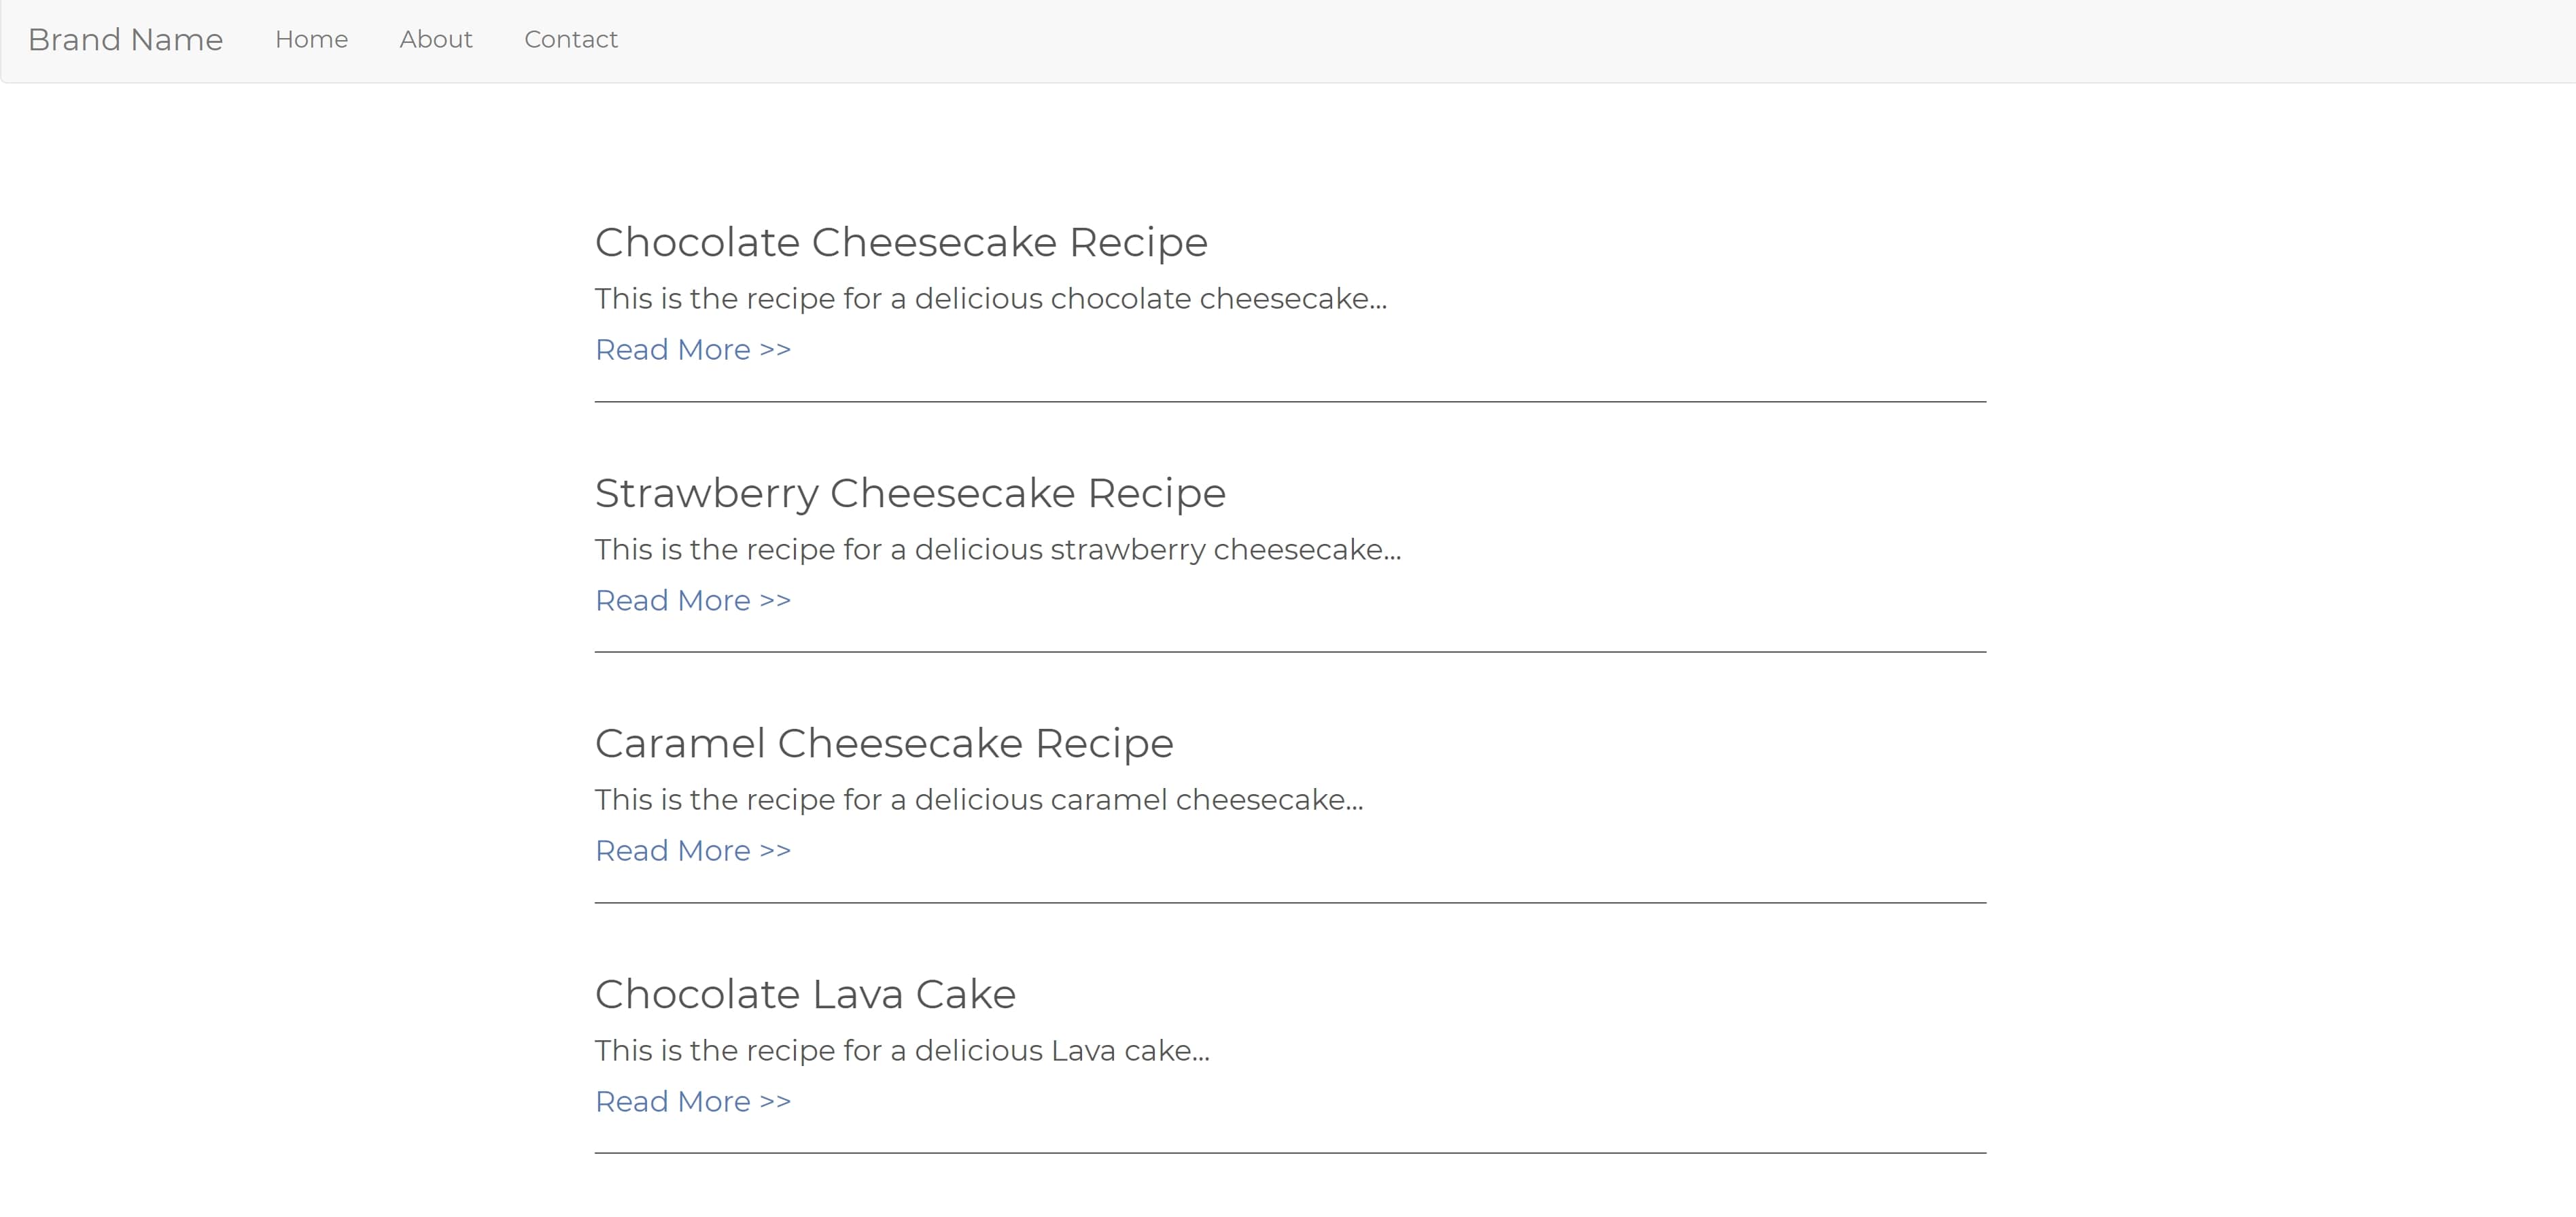 Brand Name Home About Contact
Chocolate Cheesecake Recipe
This is the recipe for a delicious chocolate cheesecake...
Read More >>
Strawberry Cheesecake Recipe
This is the recipe for a delicious strawberry cheesecake...
Read More >>
Caramel Cheesecake Recipe
This is the recipe for a delicious caramel cheesecake...
Read More >>
Chocolate Lava Cake
This is the recipe for a delicious Lava cake...
Read More >>